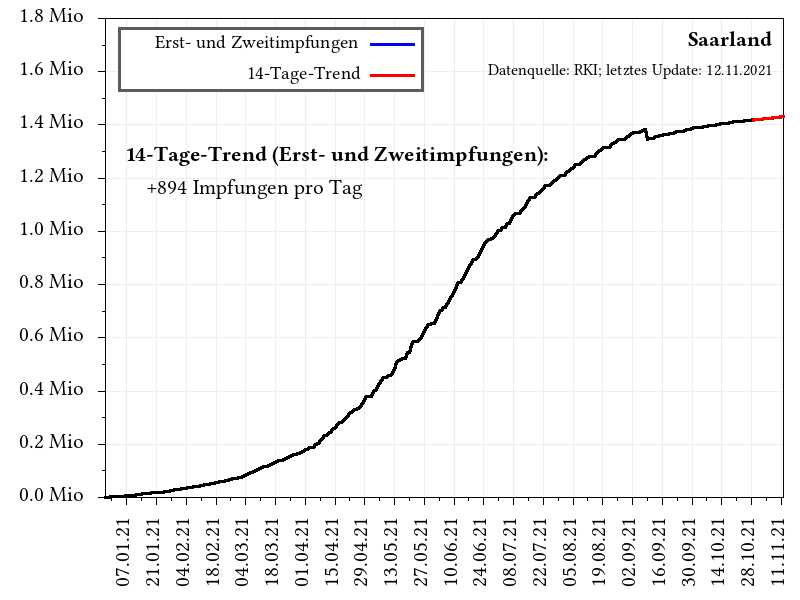 Erst- und Zweitimpfungen
14-Tage-Trend
Saarland
Datenquelle: RKI; letztes Update: 12.11.2021
14-Tage-Trend (Erst- und Zweitimpfungen):
+894 Impfungen pro Tag
1.8 Mio
1.6 Mio
1.4 Mio
1.2 Mio
1.0 Mio
0.8 Mio
0.6 Mio
0.4 Mio
0.2 Mio
0.0 Mio
07.01.21
21.01.21
04.02.21
18.02.21
04.03.21
18.03.21
01.04.21
15.04.21
29.04.21
13.05.21
27.05.21
10.06.21
24.06.21
08.07.21
22.07.21
05.08.21
19.08.21
02.09.21
16.09.21
30.09.21
14.10.21
28.10.21
11.11.21